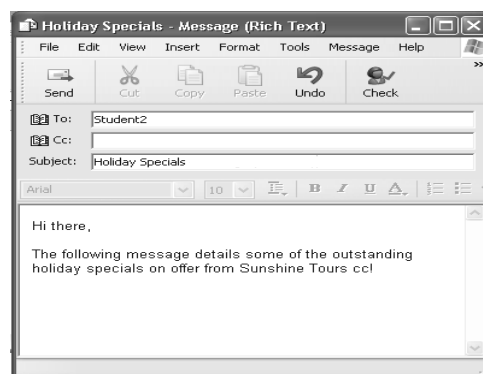 Holiday Specials - Message (Rich Text)
File Edit View Insert Format Tools Message Help
Send Cut Copy Paste Undo Check
To: Student2
Cc:
Subject: Holiday Specials
Arial 10 B I U A
Hi there,
The following message details some of the outstanding
holiday specials on offer from Sunshine Tours cc!